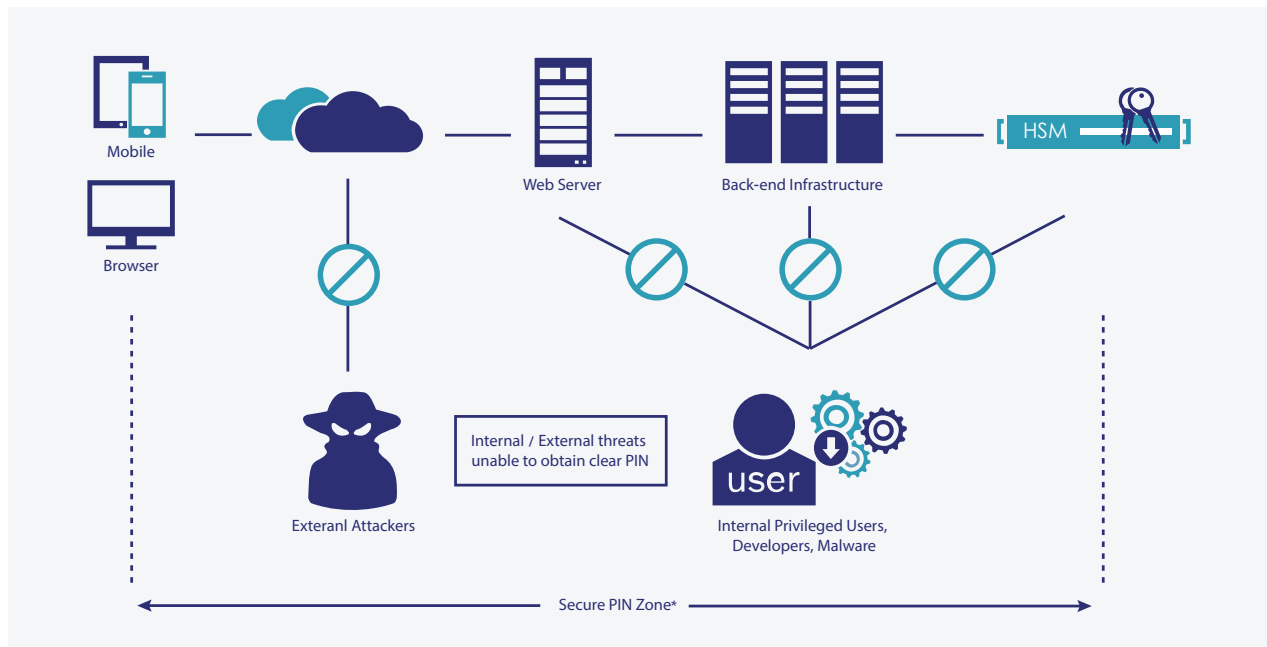 Mobile
Browser
Web Server
Back-end Infrastructure
HSM
Internal / External threats
unable to obtain clear PIN
user
Exteranl Attackers
Internal Privileged Users,
Developers, Malware
Secure PIN Zone*